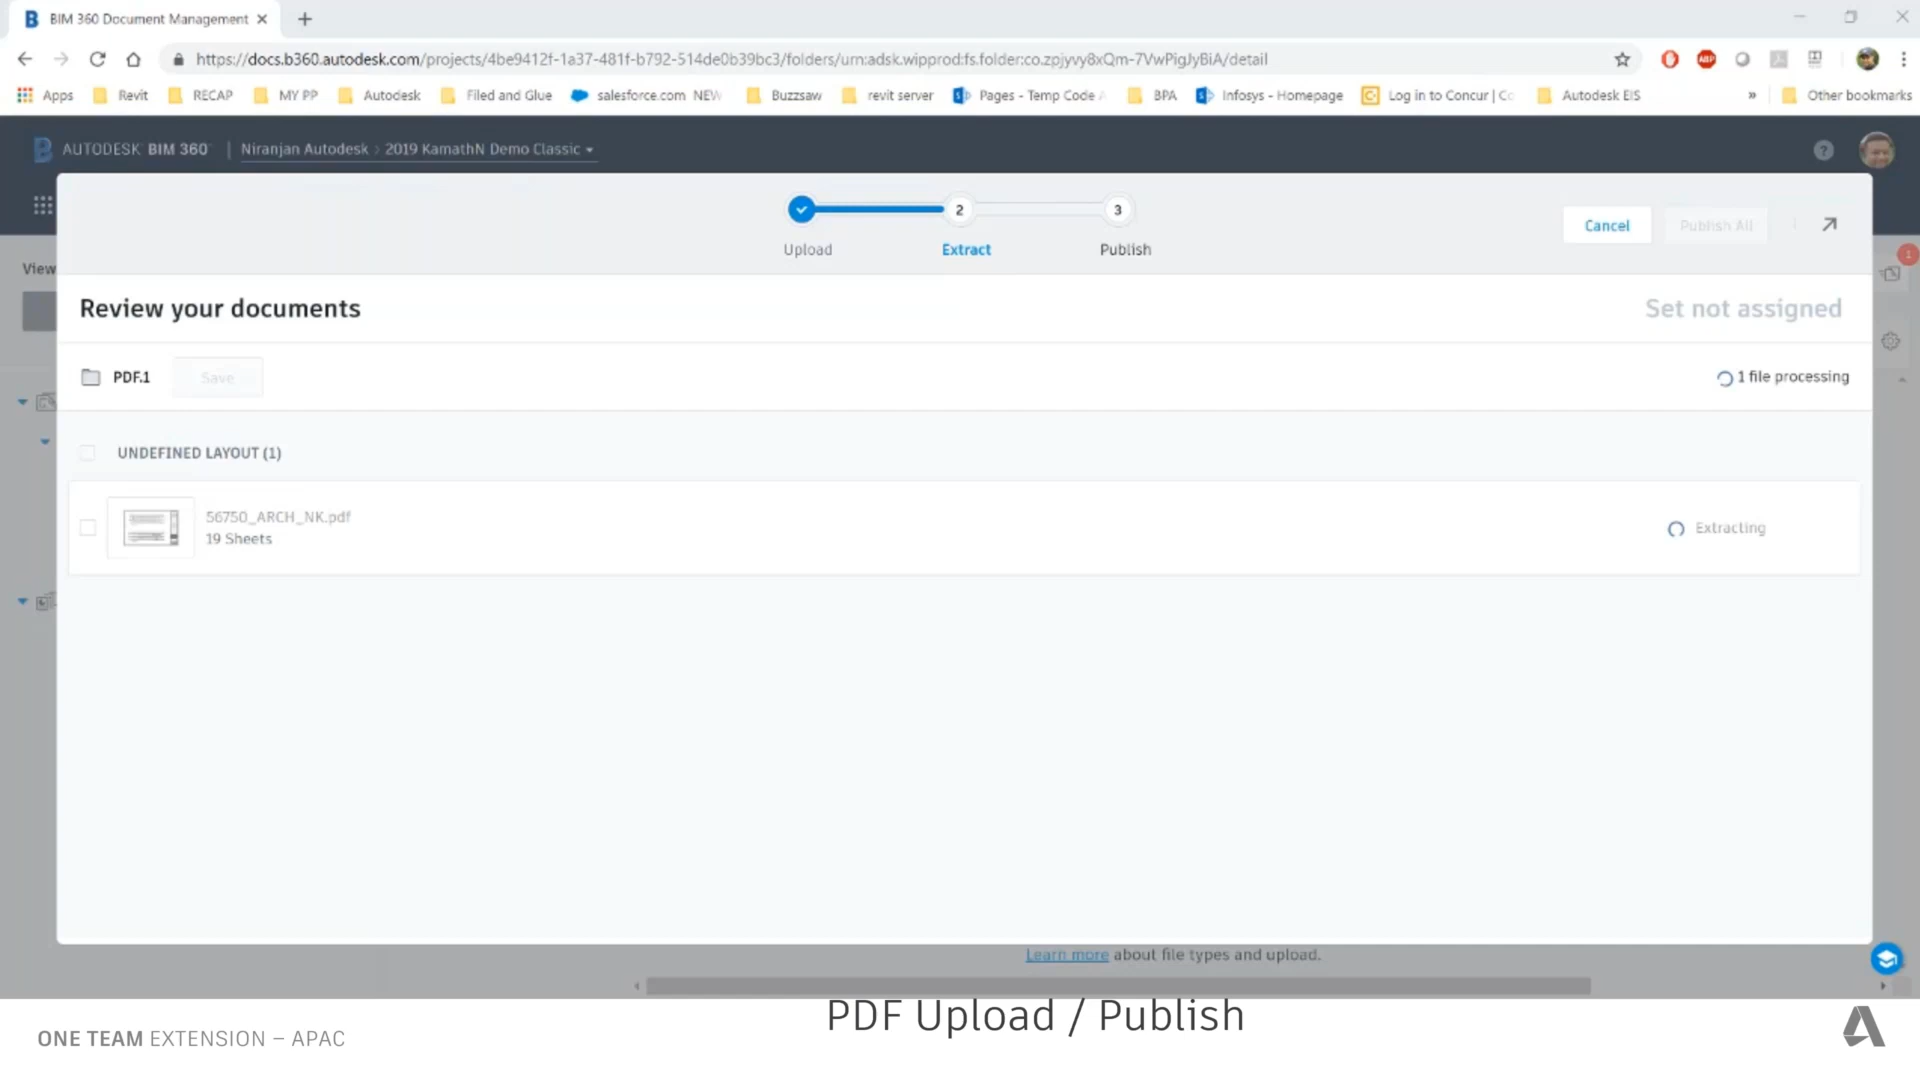 BIM 360 Document Management
https://docs.b360.autodesk.com/projects/4be9412f-1a37-481f-b792-514de0b39bc3/folders/urn:adsk.wipprod:fs.folder:co.zpjyvy8xQm-7VwPigJyBiA/detail
ABP
Apps Revit RECAP MY PP Autodesk Filed and Glue salesforce.com NEW Buzzsaw revit server Pages - Temp Code BPA Infosys - Homepage Log in to Concur | Co Autodesk EIS » Other bookmarks
AUTODESK BIM 360 | Niranjan Autodesk > 2019 KamathN Demo Classic
?
2 3
Upload Extract Publish
Cancel Publish All
View
1
Review your documents
Set not assigned
PDF.1 Save
1 file processing
UNDEFINED LAYOUT (1)
56750_ARCH_NK.pdf
19 Sheets
Extracting
Learn more about file types and upload.
PDF Upload / Publish
ONE TEAM EXTENSION – APAC